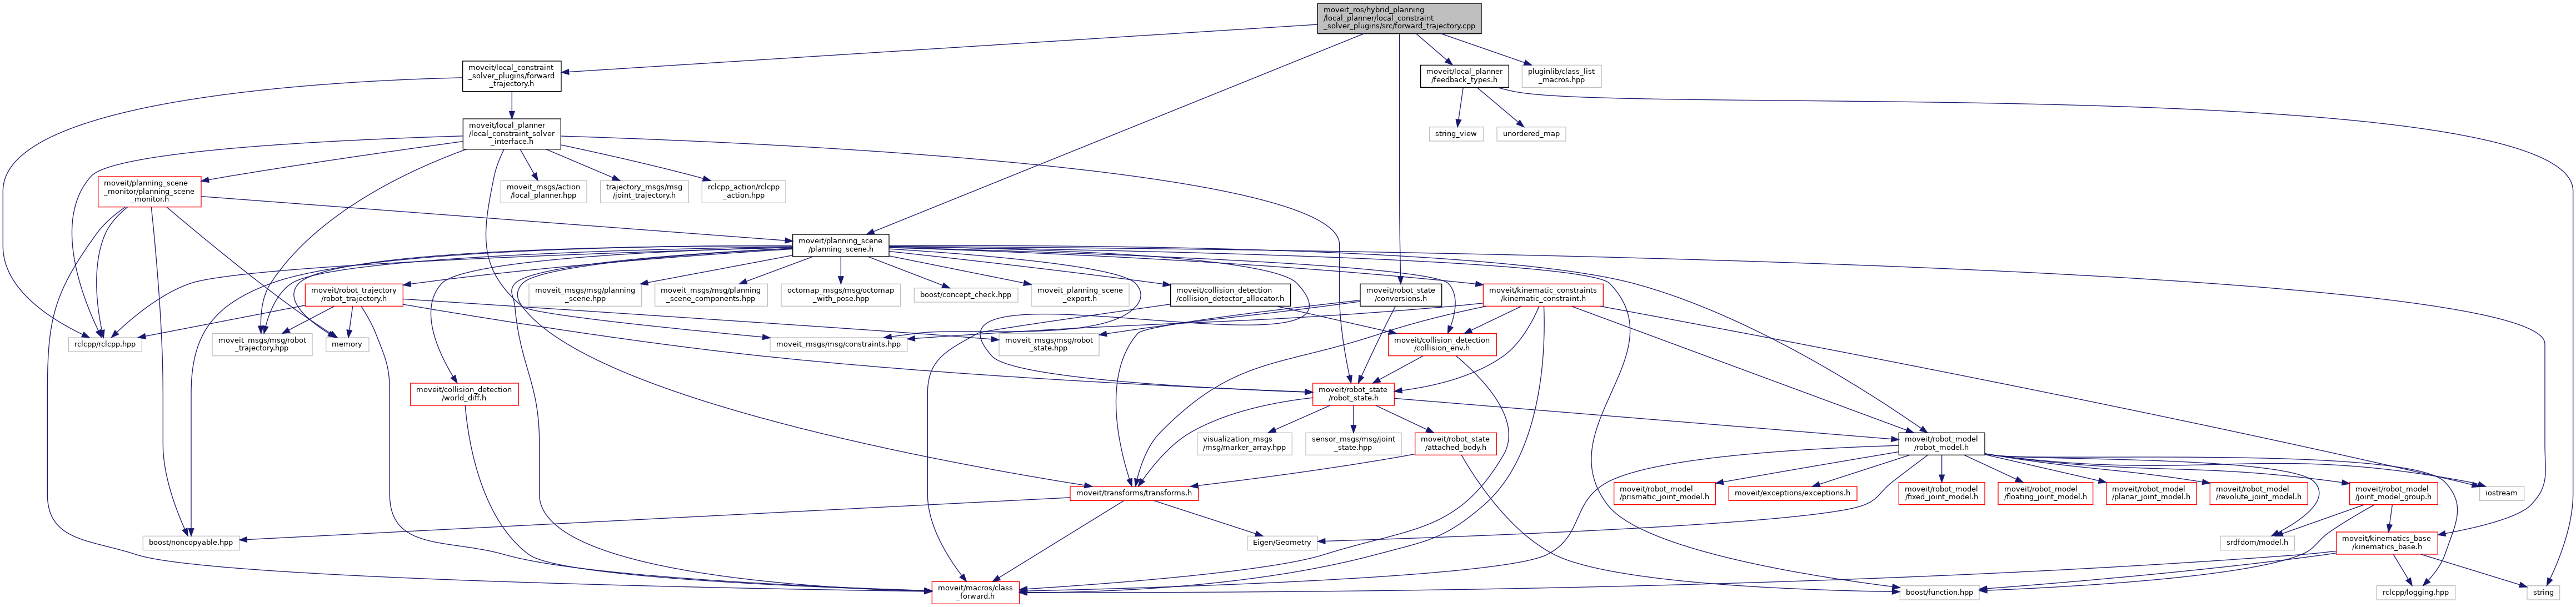 moveit_ros/hybrid_planning
/local_planner/local_constraint
_solver_plugins/src/forward_trajectory.cpp
moveit/local_constraint
_solver_plugins/forward
_trajectory.h
moveit/local_planner
/feedback_types.h
pluginlib/class_list
_macros.hpp
moveit/local_planner
/local_constraint_solver
_interface.h
string_view
unordered_map
moveit/planning_scene
_monitor/planning_scene
_monitor.h
moveit_msgs/action
/local_planner.hpp
trajectory_msgs/msg
/joint_trajectory.h
rclcpp_action/rclcpp
_action.hpp
moveit/planning_scene
/planning_scene.h
moveit/robot_trajectory
/robot_trajectory.h
moveit_msgs/msg/planning
_scene.hpp
moveit_msgs/msg/planning
_scene_components.hpp
octomap_msgs/msg/octomap
_with_pose.hpp
boost/concept_check.hpp
moveit_planning_scene
_export.h
moveit/collision_detection
/collision_detector_allocator.h
moveit/robot_state
/conversions.h
moveit/kinematic_constraints
/kinematic_constraint.h
rclcpp/rclcpp.hpp
moveit_msgs/msg/robot
_trajectory.hpp
memory
moveit_msgs/msg/constraints.hpp
moveit_msgs/msg/robot
_state.hpp
moveit/collision_detection
/collision_env.h
moveit/collision_detection
/world_diff.h
moveit/robot_state
/robot_state.h
visualization_msgs
/msg/marker_array.hpp
sensor_msgs/msg/joint
_state.hpp
moveit/robot_state
/attached_body.h
moveit/robot_model
/robot_model.h
moveit/transforms/transforms.h
moveit/robot_model
/prismatic_joint_model.h
moveit/exceptions/exceptions.h
moveit/robot_model
/fixed_joint_model.h
moveit/robot_model
/floating_joint_model.h
moveit/robot_model
/planar_joint_model.h
moveit/robot_model
/revolute_joint_model.h
moveit/robot_model
/joint_model_group.h
iostream
boost/noncopyable.hpp
Eigen/Geometry
srdfdom/model.h
moveit/kinematics_base
/kinematics_base.h
moveit/macros/class
_forward.h
boost/function.hpp
rclcpp/logging.hpp
string